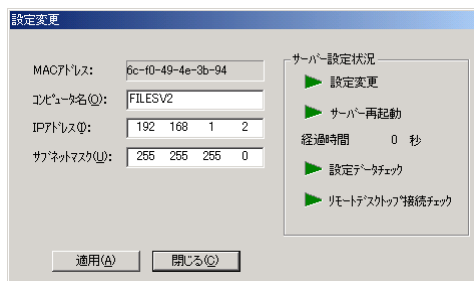 設定変更
MACｱﾄﾞﾚｽ: 6c-f0-49-4e-3b-94
ｺﾝﾋﾟｭｰﾀ名(O): FILESV2
IPｱﾄﾞﾚｽ(I): 192 168 1 2
ｻﾌﾞﾈｯﾄﾏｽｸ(U): 255 255 255 0
適用(A)
閉じる(C)
ｻｰﾊﾞｰ設定状況
設定変更
ｻｰﾊﾞｰ再起動
経過時間 0 秒
設定ﾃﾞｰﾀﾁｪｯｸ
ﾘﾓｰﾄﾃﾞｽｸﾄｯﾌﾟ接続ﾁｪｯｸ